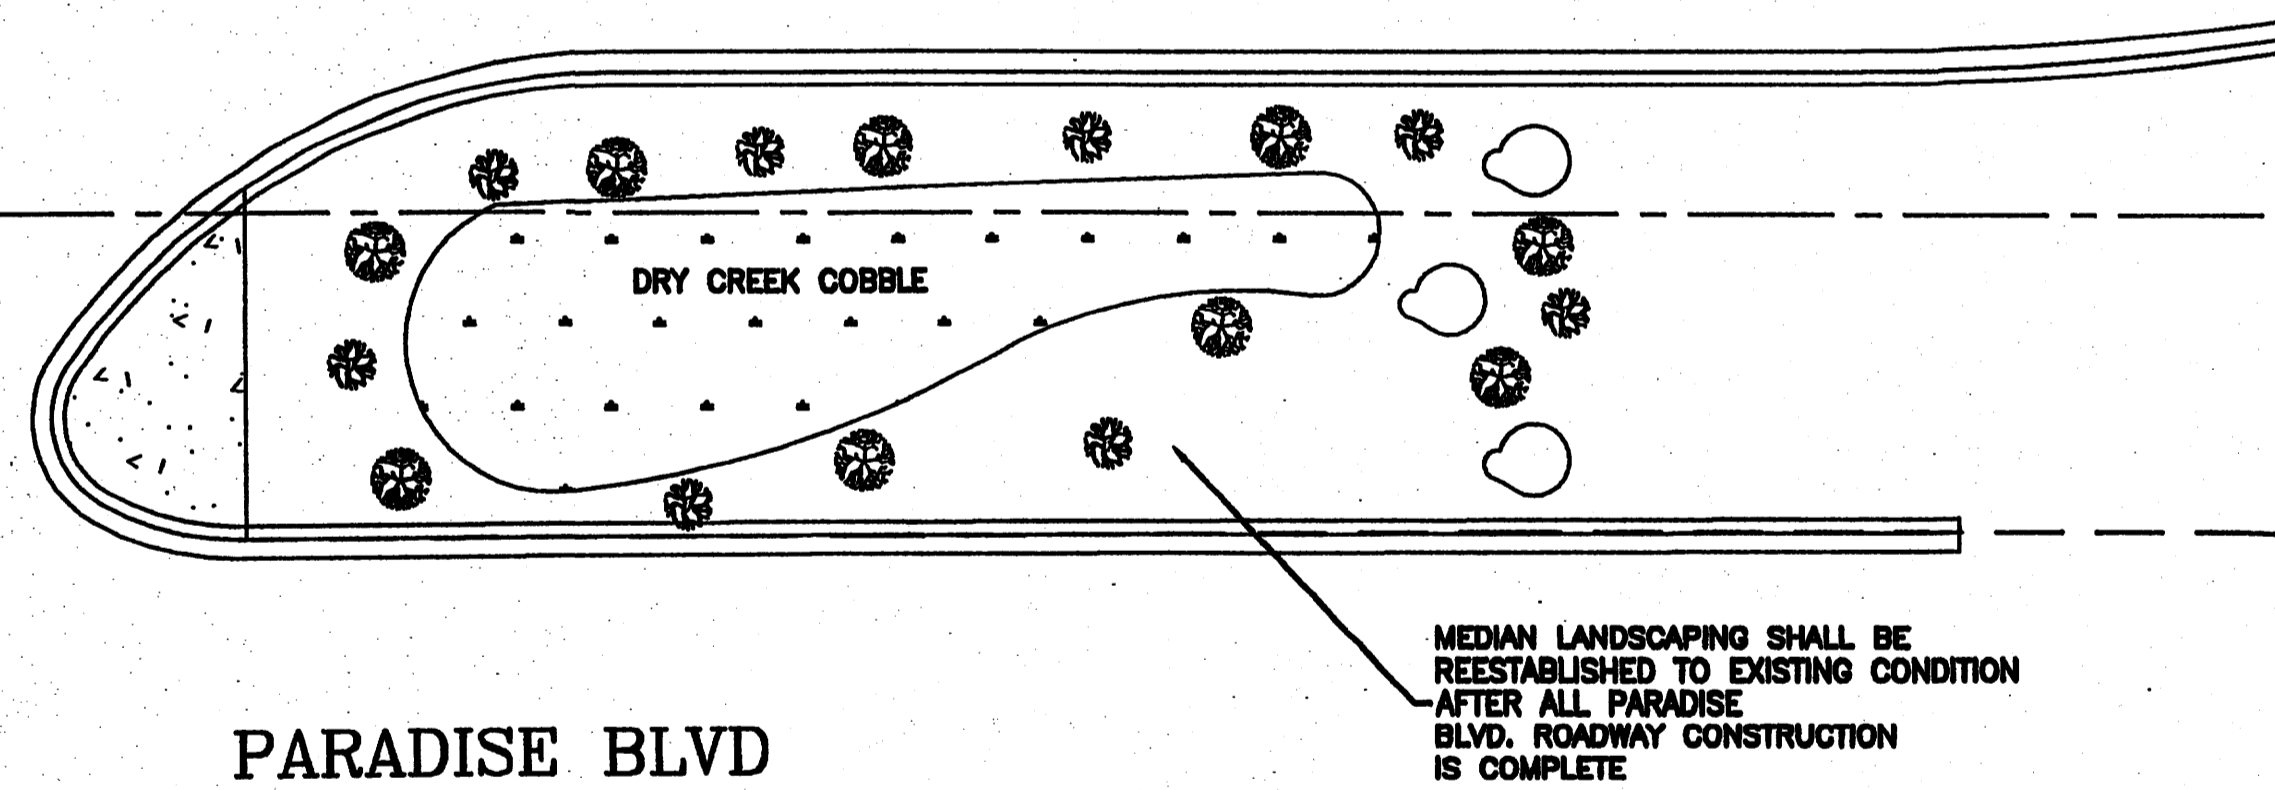 DRY CREEK COBBLE
MEDIAN LANDSCAPING SHALL BE
REESTABLISHED TO EXISTING CONDITION
AFTER ALL PARADISE
BLVD. ROADWAY CONSTRUCTION
IS COMPLETE
PARADISE BLVD